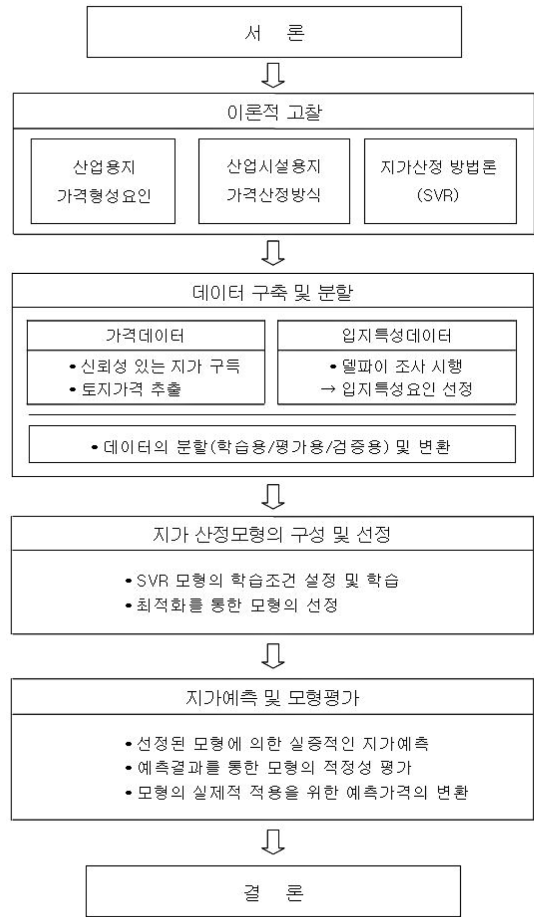 서 론
이론적 고찰
산업용지
가격형성요인
산업시설용지
가격산정방식
지가산정 방법론
(SVR)
데이터 구축 및 분할
가격데이터
• 신뢰성 있는 지가 구득
• 토지가격 추출
입지특성데이터
• 델파이 조사 시행
→ 입지특성요인 선정
• 데이터의 분할(학습용/평가용/검증용) 및 변환
지가 산정모형의 구성 및 선정
• SVR 모형의 학습조건 설정 및 학습
• 최적화를 통한 모형의 선정
지가예측 및 모형평가
• 선정된 모형에 의한 실증적인 지가예측
• 예측결과를 통한 모형의 적정성 평가
• 모형의 실제적 적용을 위한 예측가격의 변환
결 론